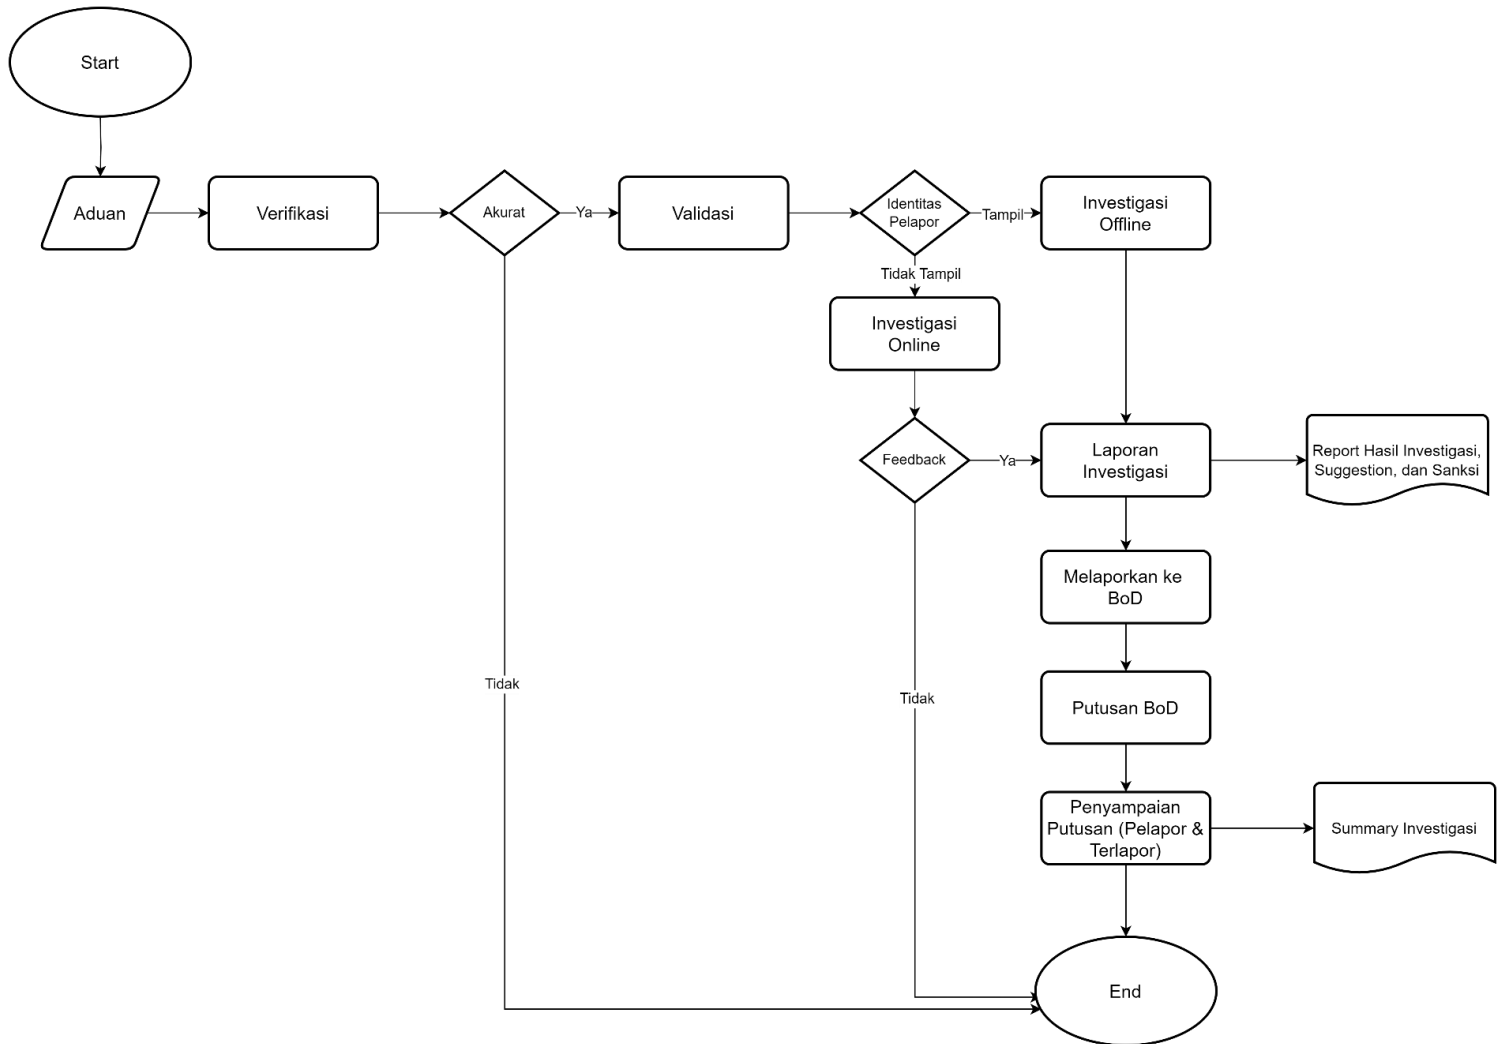 Start
Aduan
Verifikasi
Akurat
Ya
Validasi
Identitas
Pelapor
Tampil
Investigasi
Offline
Tidak Tampil
Investigasi
Online
Feedback
Ya
Laporan
Investigasi
Report Hasil Investigasi,
Suggestion, dan Sanksi
Melaporkan ke
BoD
Tidak
Tidak
Putusan BoD
Penyampaian
Putusan (Pelapor &
Terlapor)
Summary Investigasi
End